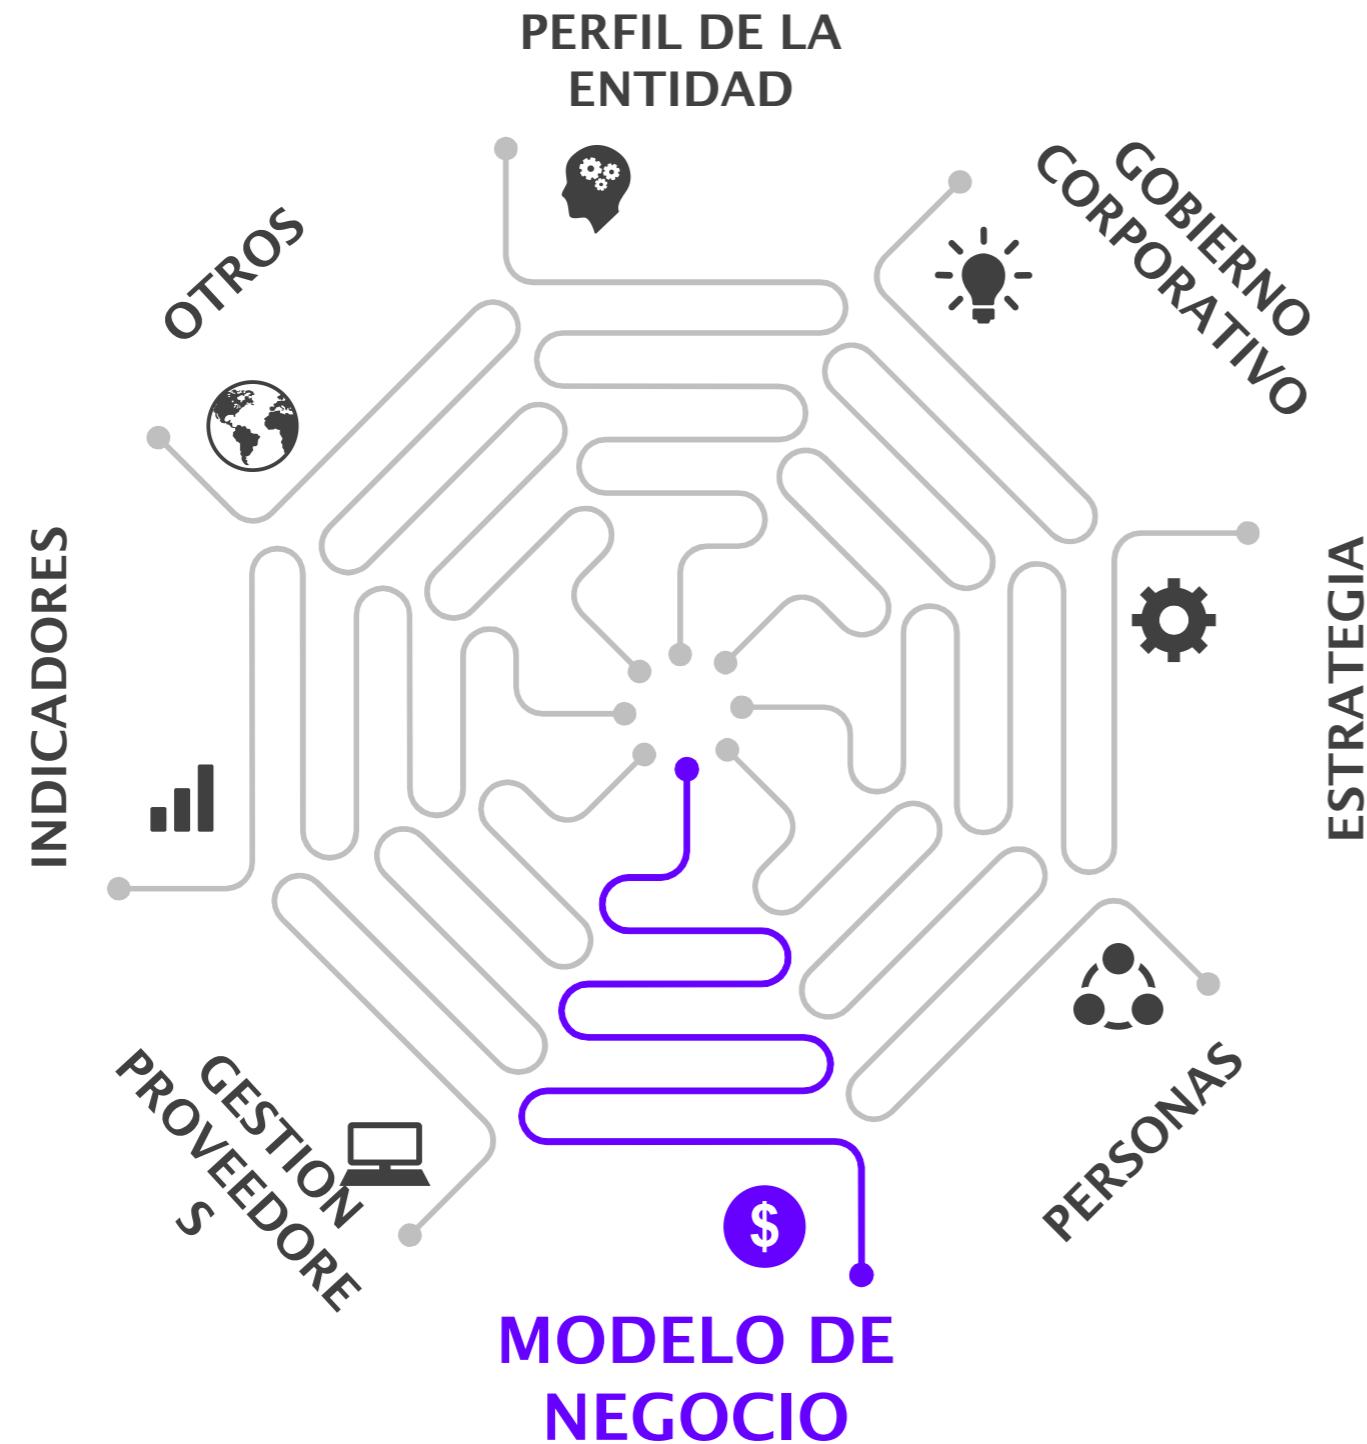 PERFIL DE LA
ENTIDAD
GOBIERNO
CORPORATIVO
ESTRATEGIA
PERSONAS
MODELO DE
NEGOCIO
$
GESTION
PROVEEDORE
S
INDICADORES
OTROS